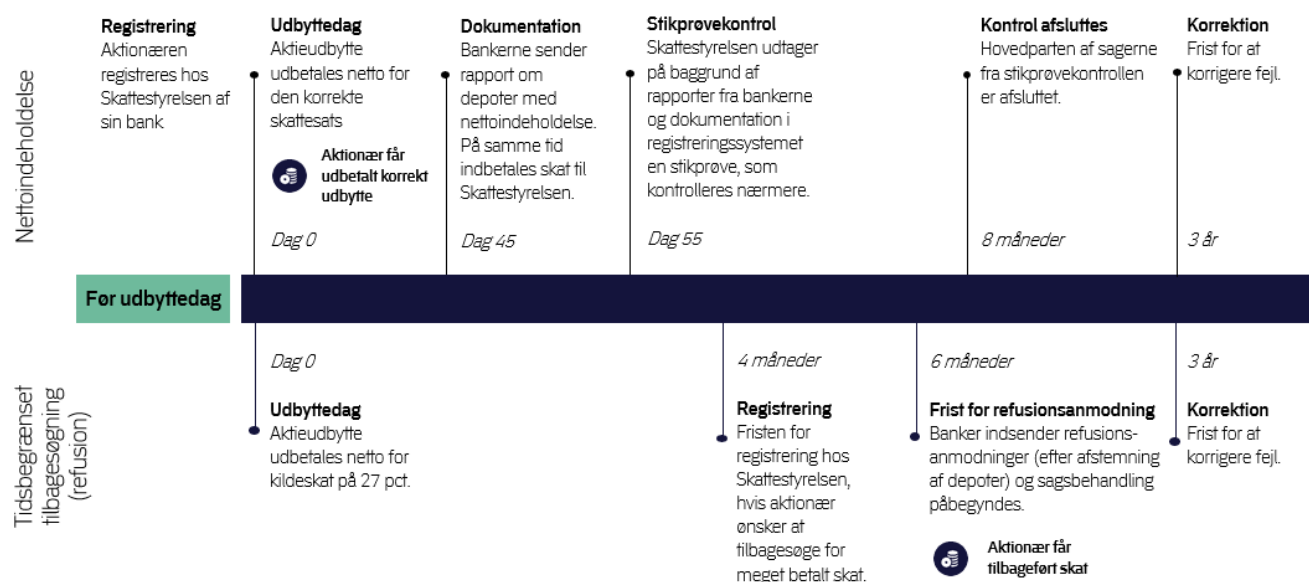 Nettoindeholdelse
Registrering
Aktionæren
registreres hos
Skattestyrelsen af
sin bank.
Udbyttedag
Aktieudbytte
udbetales netto for
den korrekte
skattesats
Aktionær får
udbetalt korrekt
udbytte
Dag 0
Dokumentation
Bankerne sender
rapport om
depoter med
nettoindeholdelse.
På samme tid
indbetales skat til
Skattestyrelsen.
Dag 45
Stikprøvekontrol
Skattestyrelsen udtager
på baggrund af
rapporter fra bankerne
og dokumentation i
registreringssystemet
en stikprøve, som
kontrolleres nærmere.
Dag 55
Kontrol afsluttes
Hovedparten af sagerne
fra stikprøvekontrollen
er afsluttet.
8 måneder
Korrektion
Frist for at
korrigere fejl.
3 år
Før udbyttedag
Tidsbegrænset
tilbagesøgning
(refusion)
Dag 0
Udbyttedag
Aktieudbytte
udbetales netto for
kildeskat på 27 pct.
4 måneder
Registrering
Fristen for
registrering hos
Skattestyrelsen,
hvis aktionær
ønsker at
tilbagesøge for
meget betalt skat.
6 måneder
Frist for refusionsanmodning
Banker indsender refusions-
anmodninger (efter afstemning
af depoter) og sagsbehandling
påbegyndes.
Aktionær får
tilbageført skat
3 år
Korrektion
Frist for at
korrigere fejl.